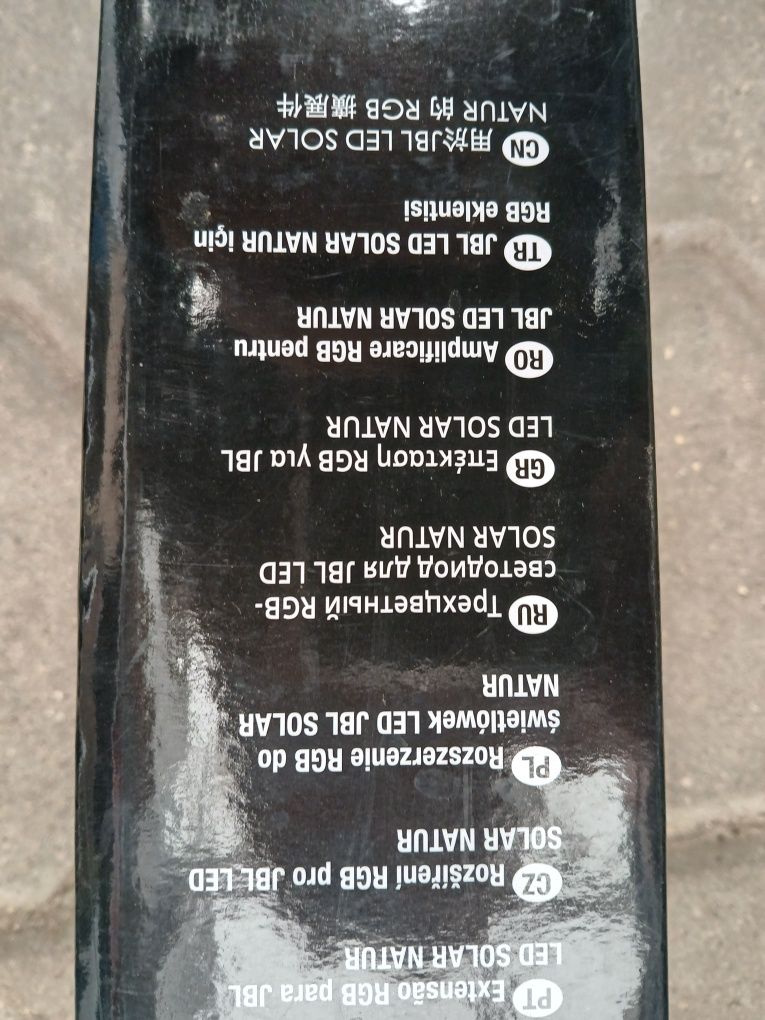 PT Extensão RGB para JBL
LED SOLAR NATUR
CZ Rozšíření RGB pro JBL LED
SOLAR NATUR
PL Rozszerzenie RGB do
świetlówek LED JBL SOLAR
NATUR
RU Трехцветный RGB-
светодиод для JBL LED
SOLAR NATUR
GR Επέκταση RGB για JBL
LED SOLAR NATUR
RO Amplificare RGB pentru
JBL LED SOLAR NATUR
TR JBL LED SOLAR NATUR için
RGB eklentisi
CN 用於JBL LED SOLAR
NATUR 的 RGB 擴展件